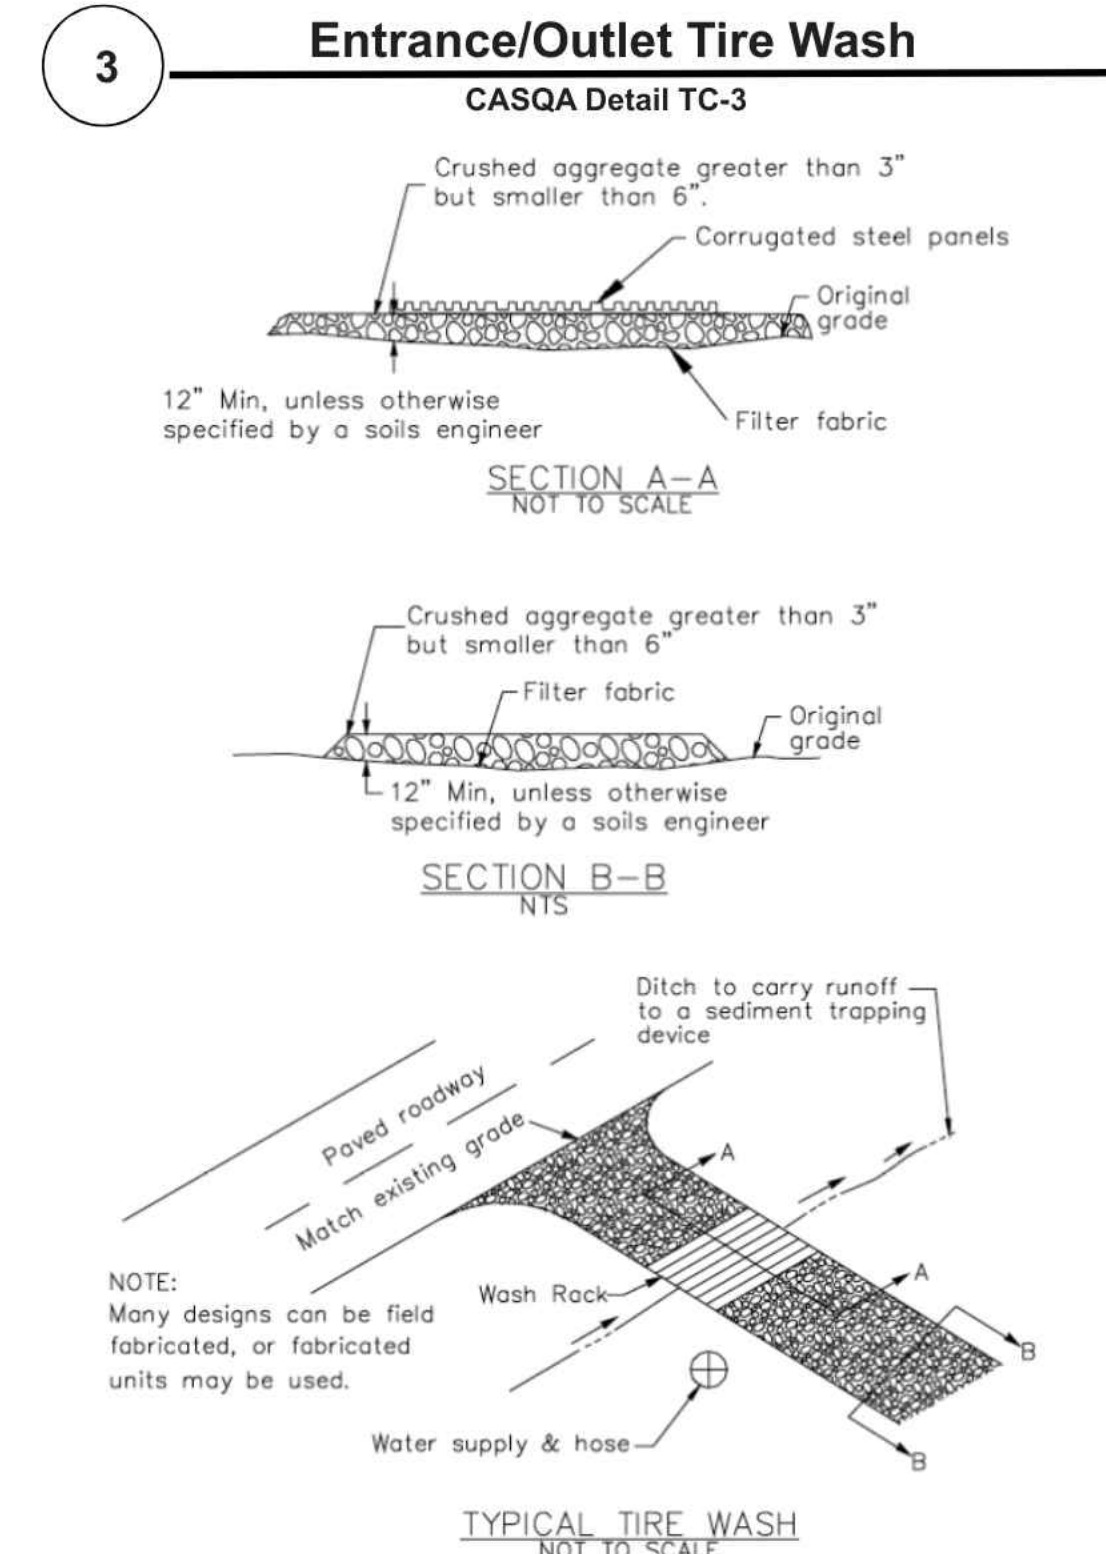 3
Entrance/Outlet Tire Wash
CASQA Detail TC-3
Crushed aggregate greater than 3"
but smaller than 6".
Corrugated steel panels
Original
grade
12" Min, unless otherwise
specified by a soils engineer
Filter fabric
SECTION A-A
NOT TO SCALE
Crushed aggregate greater than 3"
but smaller than 6"
Filter fabric
Original
grade
12" Min, unless otherwise
specified by a soils engineer
SECTION B-B
NTS
Ditch to carry runoff
to a sediment trapping
device
Paved roadway
Match existing grade
A
A
NOTE:
Many designs can be field
fabricated, or fabricated
units may be used.
Wash Rack
B
B
Water supply & hose
TYPICAL TIRE WASH
NOT TO SCALE